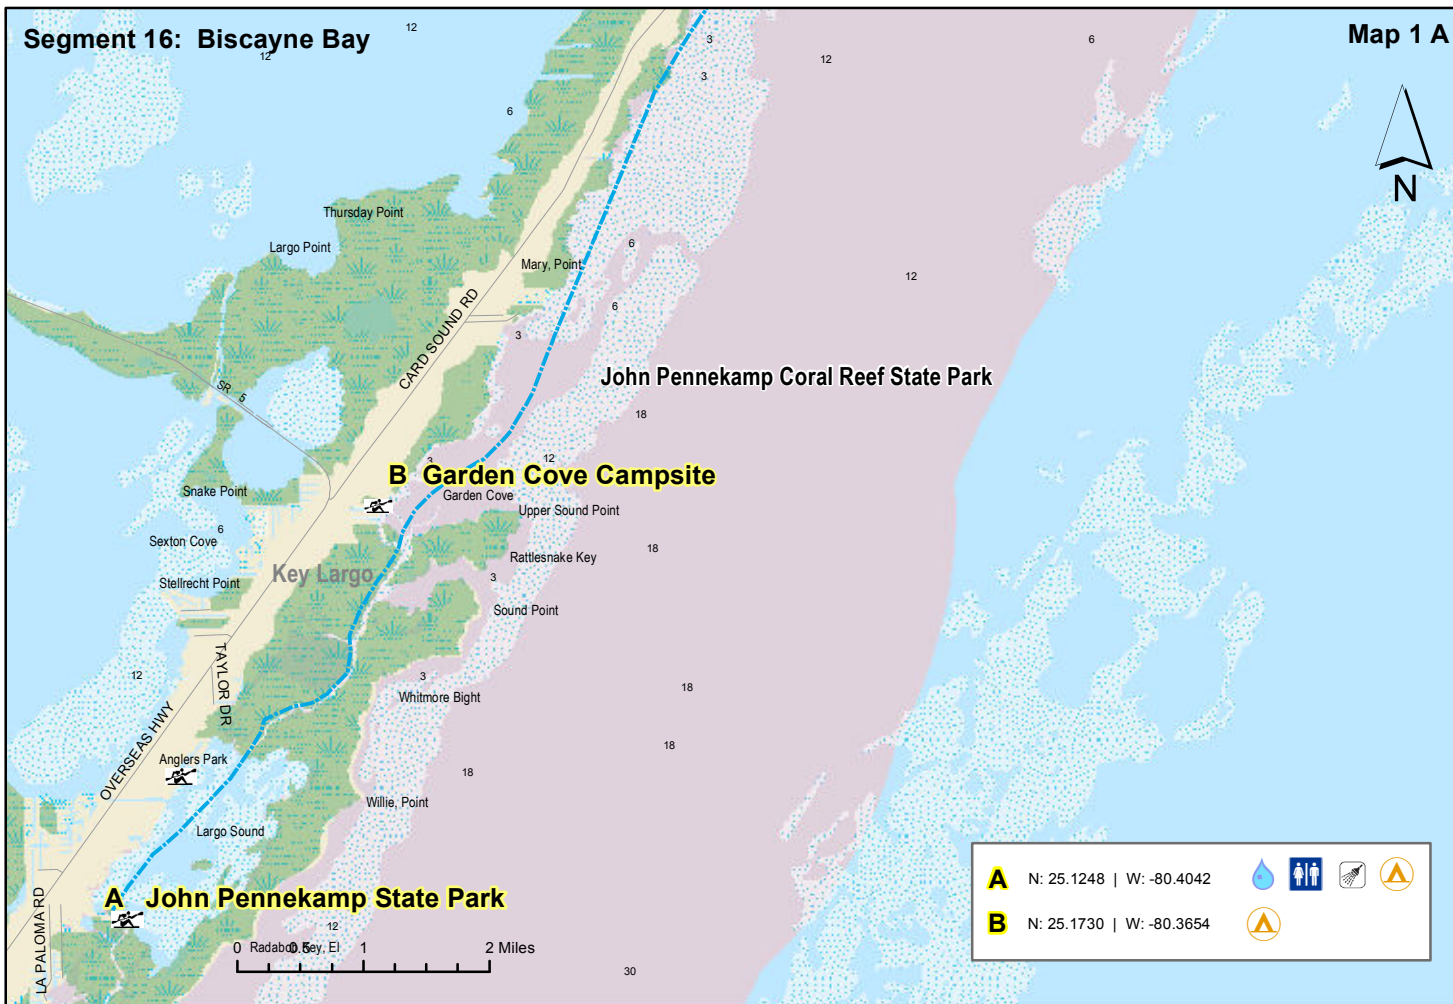 Segment 16: Biscayne Bay
Map 1 A
12
12
3
12
6
3
6
N
Thursday Point
Largo Point
6
Mary, Point
12
6
3
CARD SOUND RD
John Pennekamp Coral Reef State Park
SR 5
18
3
12
B Garden Cove Campsite
Snake Point
Garden Cove
Upper Sound Point
6
Sexton Cove
18
Rattlesnake Key
Key Largo
3
Stellrecht Point
Sound Point
TAYLOR DR
12
3
18
Whitmore Bight
OVERSEAS HWY
18
Anglers Park
18
Willie, Point
Largo Sound
A John Pennekamp State Park
LA PALOMA RD
12
Radabob Key, El
0 0.5 1 2 Miles
30
A N: 25.1248 | W: -80.4042
B N: 25.1730 | W: -80.3654